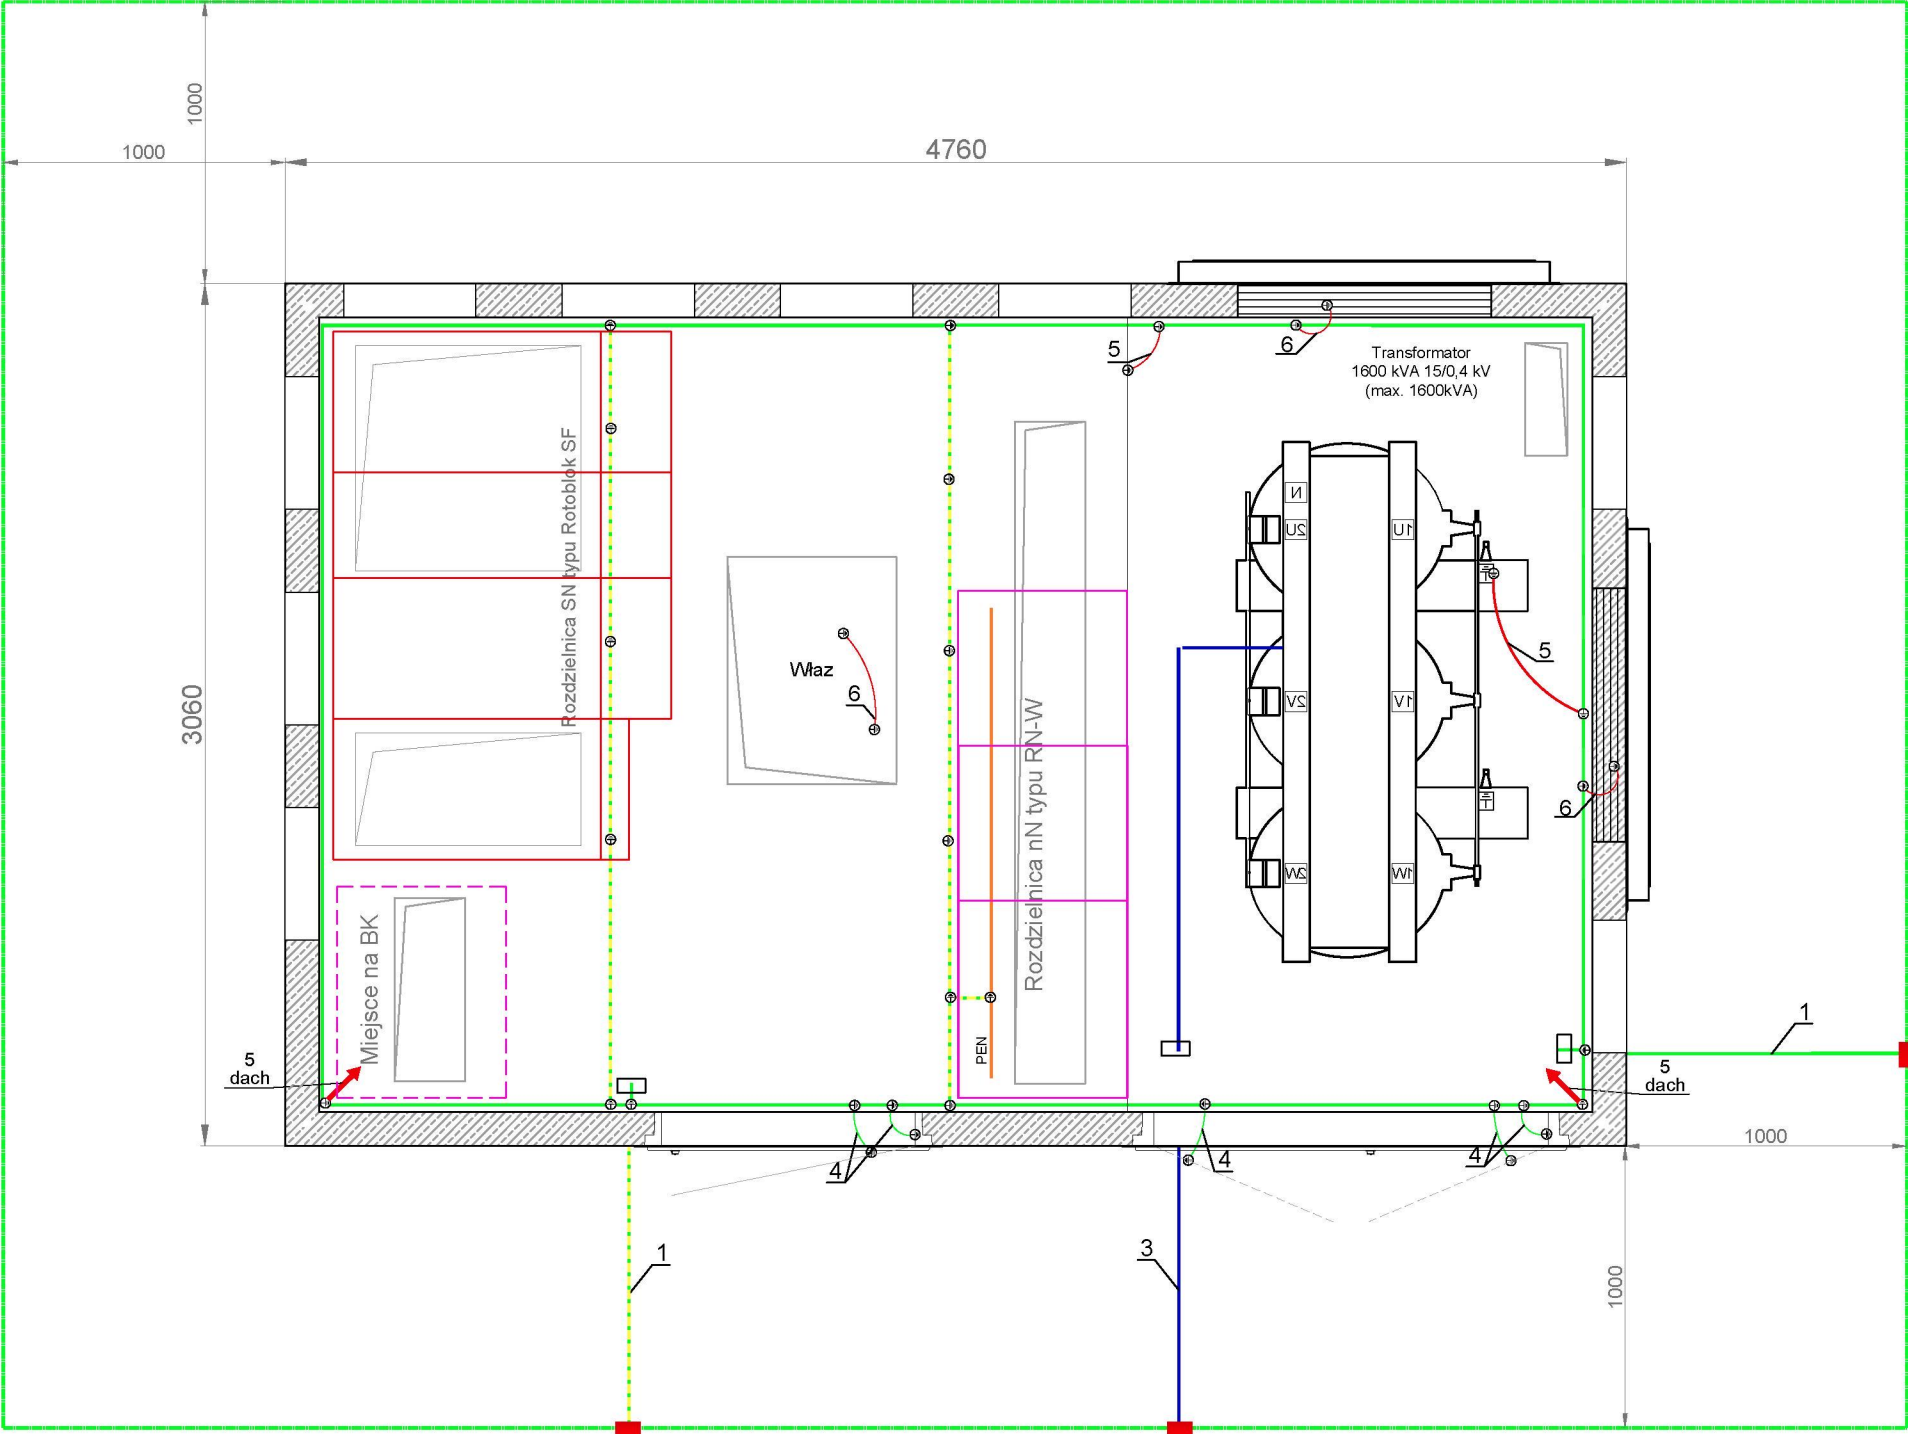 1000
1000
4760
5
6
Transformator
1600 kVA 15/0,4 kV
(max. 1600kVA)
Rozdzielnica SN typu Rotoblok SF
N
2U
1U
3060
Właz
6
5
2V
1V
Rozdzielnica nN typu RN-W
6
2W
1W
Miejsce na BK
PEN
1
5
dach
5
dach
4
4
4
1000
1
3
1000